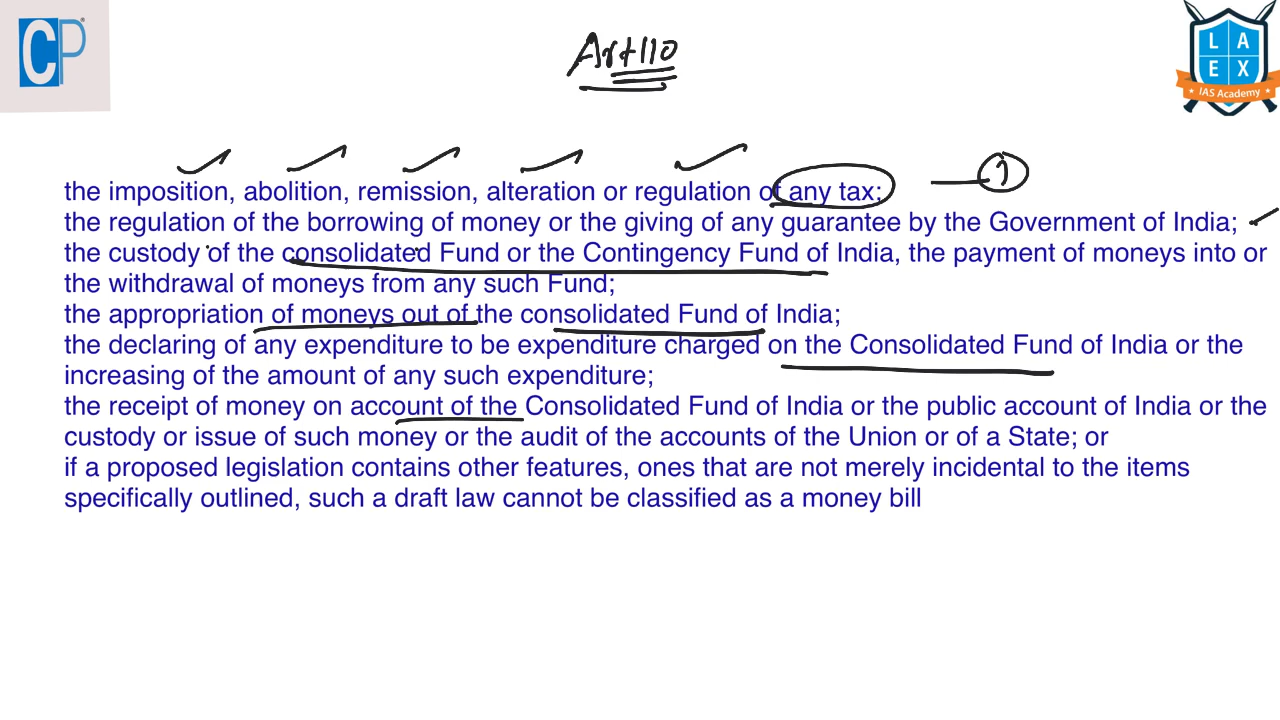 CP
Art 110
L A
E X
IAS Academy
1
the imposition, abolition, remission, alteration or regulation of any tax;
the regulation of the borrowing of money or the giving of any guarantee by the Government of India;
the custody of the consolidated Fund or the Contingency Fund of India, the payment of moneys into or
the withdrawal of moneys from any such Fund;
the appropriation of moneys out of the consolidated Fund of India;
the declaring of any expenditure to be expenditure charged on the Consolidated Fund of India or the
increasing of the amount of any such expenditure;
the receipt of money on account of the Consolidated Fund of India or the public account of India or the
custody or issue of such money or the audit of the accounts of the Union or of a State; or
if a proposed legislation contains other features, ones that are not merely incidental to the items
specifically outlined, such a draft law cannot be classified as a money bill